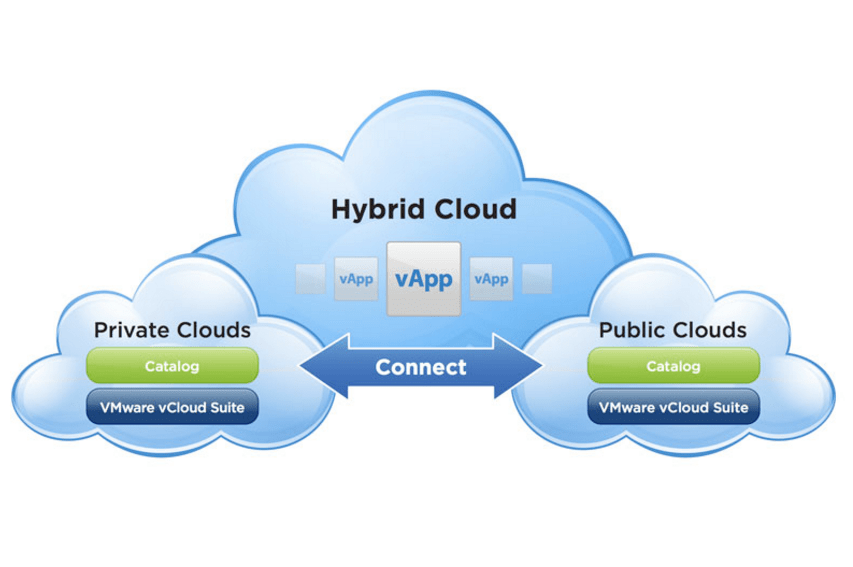 Hybrid Cloud
vApp vApp vApp
Private Clouds
Catalog
VMware vCloud Suite
Connect
Public Clouds
Catalog
VMware vCloud Suite